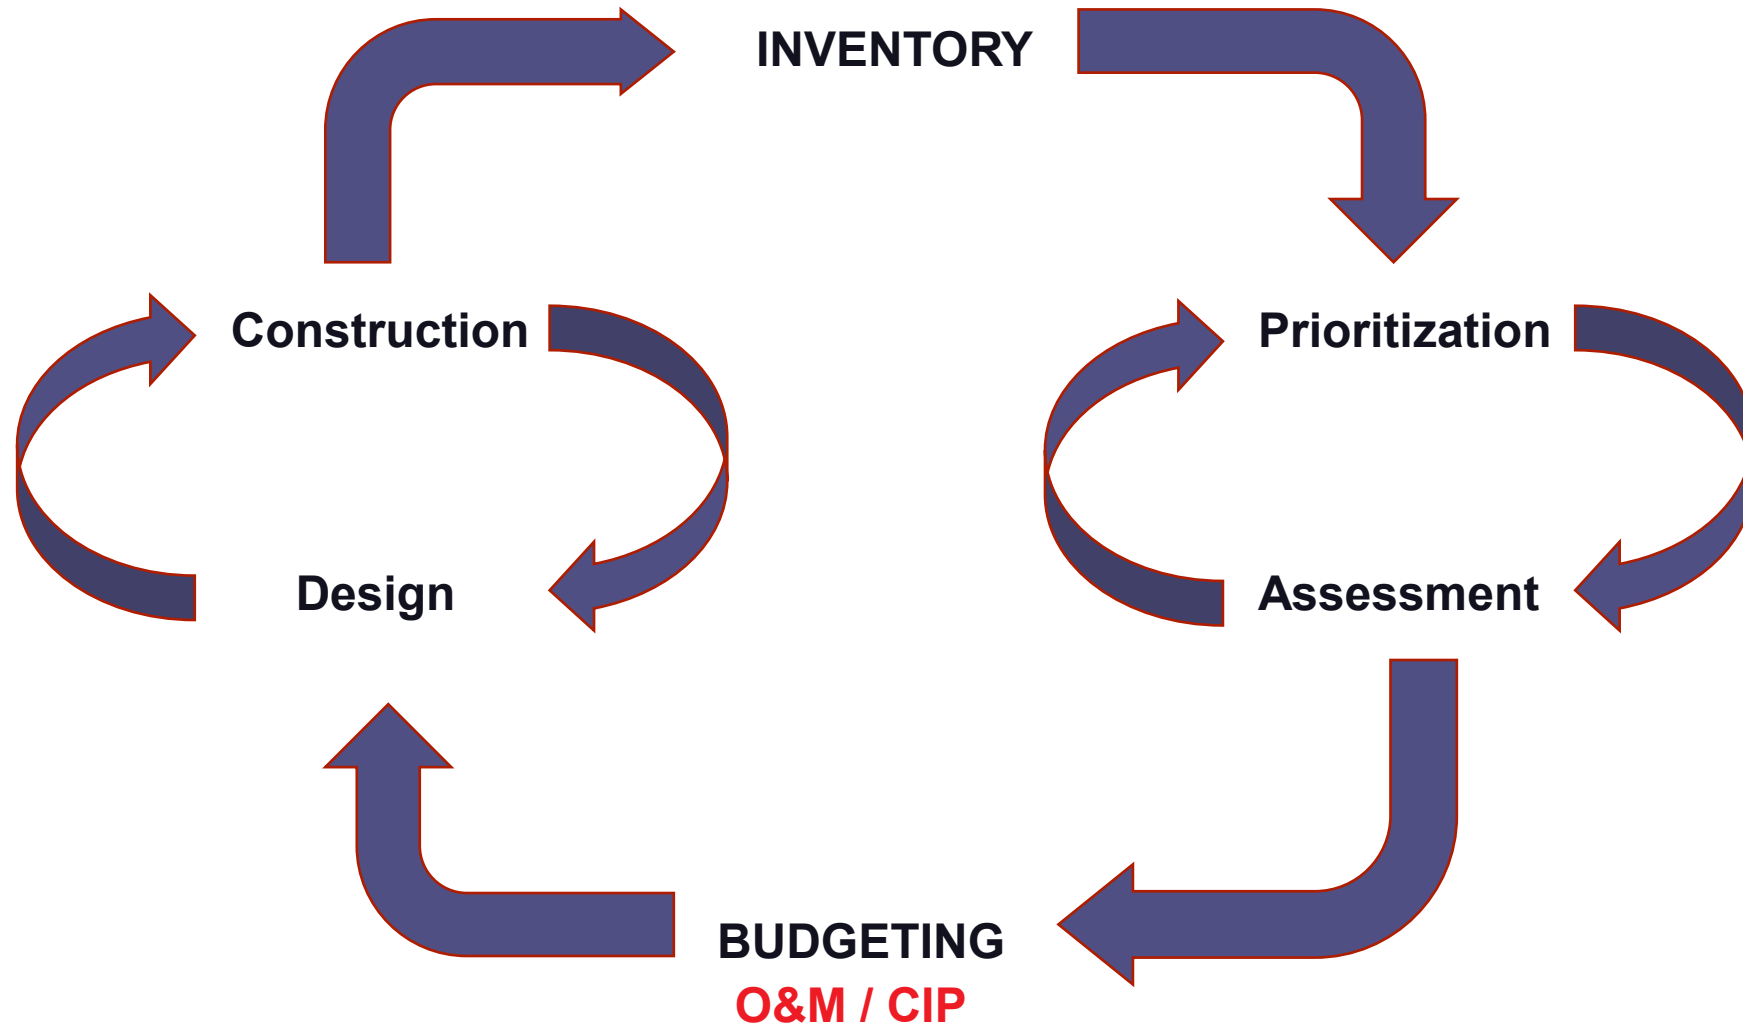 INVENTORY
Construction
Prioritization
Design
Assessment
BUDGETING
O&M / CIP